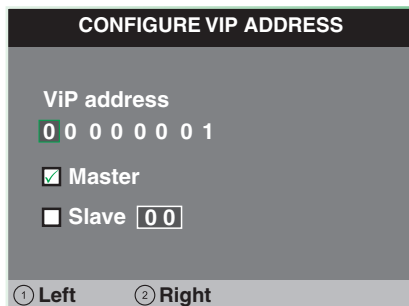 CONFIGURE VIP ADDRESS
ViP address
0 0 0 0 0 0 0 1
Master
Slave 0 0
1 Left 2 Right